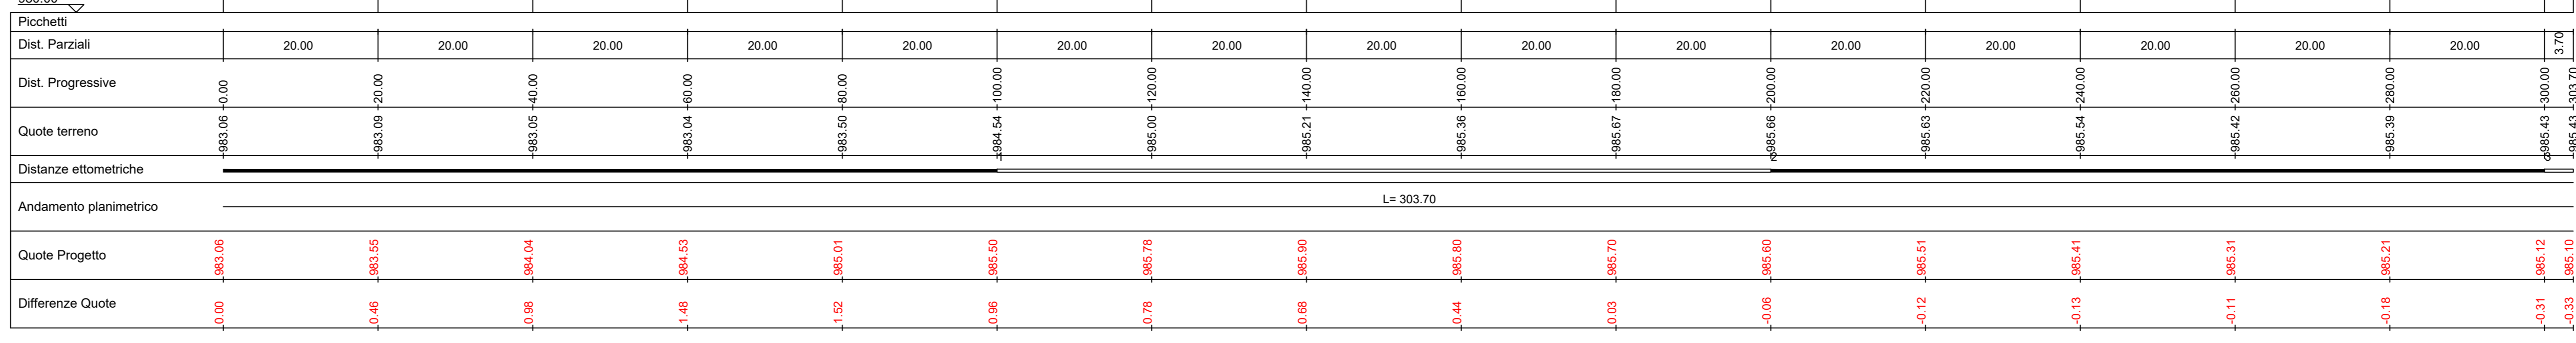 Picchetti
Dist. Parziali 20.00 20.00 20.00 20.00 20.00 20.00 20.00 20.00 20.00 20.00 20.00 20.00 20.00 20.00 20.00 3.70
Dist. Progressive 0.00 20.00 40.00 60.00 80.00 100.00 120.00 140.00 160.00 180.00 200.00 220.00 240.00 260.00 280.00 300.00 303.70
Quote terreno 983.06 983.09 983.05 983.04 983.50 984.54 985.00 985.21 985.36 985.67 985.66 985.63 985.54 985.42 985.39 985.43 985.43
Distanze ettometriche 1 2 3
Andamento planimetrico L= 303.70
Quote Progetto 983.06 983.55 984.04 984.53 985.01 985.50 985.78 985.90 985.80 985.70 985.60 985.51 985.41 985.31 985.21 985.12 985.10
Differenze Quote 0.00 0.46 0.98 1.48 1.52 0.96 0.78 0.68 0.44 0.03 -0.06 -0.12 -0.13 -0.11 -0.18 -0.31 -0.33